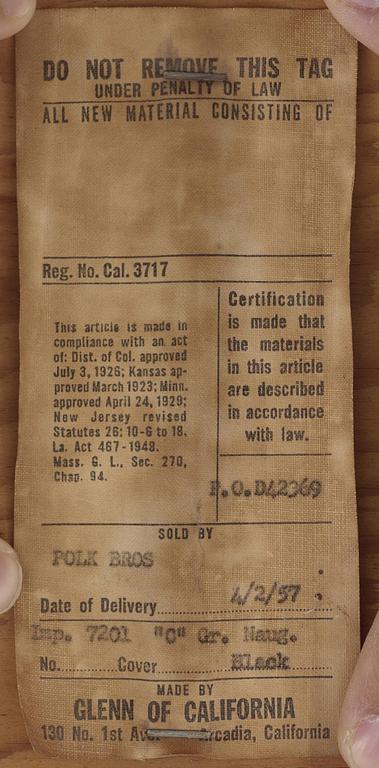 DO NOT REMOVE THIS TAG
UNDER PENALTY OF LAW
ALL NEW MATERIAL CONSISTING OF
Reg. No. Cal. 3717
This article is made in
compliance with an act
of: Dist. of Col. approved
July 3, 1926; Kansas ap-
proved March 1923; Minn.
approved April 24, 1929;
New Jersey revised
Statutes 26: 10-6 to 18.
La. Act 467-1948.
Mass. G. L., Sec. 270,
Chap. 94.
Certification
is made that
the materials
in this article
are described
in accordance
with law.
P.O.D42369
SOLD BY
POLK BROS
Date of Delivery 4/2/57
Imp. 7201 "C" Gr. Naug.
No. Cover Black
MADE BY
GLENN OF CALIFORNIA
130 No. 1st Ave. Arcadia, California